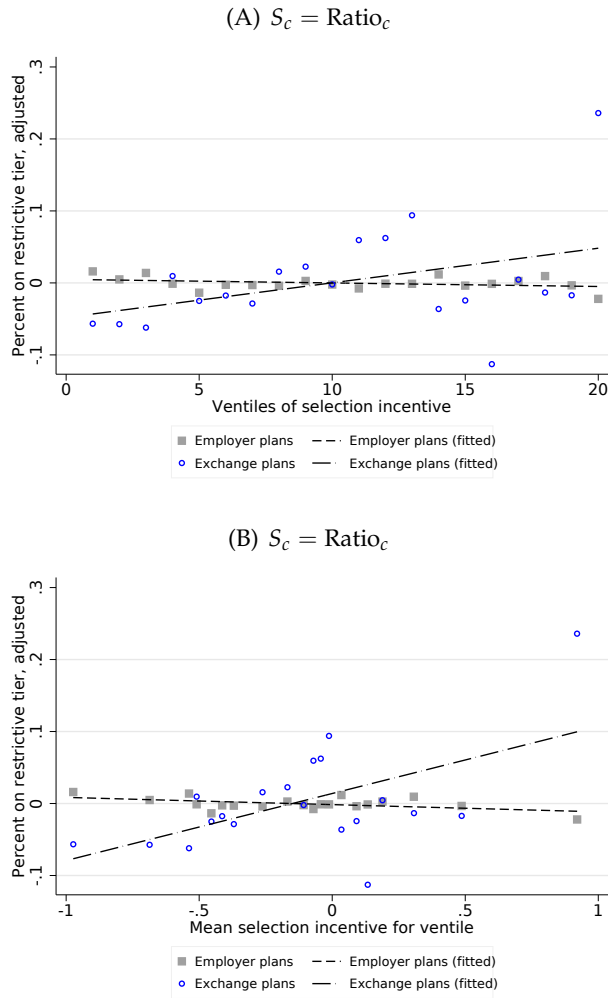 (A) S_c = Ratio_c
Percent on restrictive tier, adjusted
.3
.2
.1
0
-.1
0 5 10 15 20
Ventiles of selection incentive
Employer plans Employer plans (fitted)
Exchange plans Exchange plans (fitted)
(B) S_c = Ratio_c
Percent on restrictive tier, adjusted
.3
.2
.1
0
-.1
-1 -.5 0 .5 1
Mean selection incentive for ventile
Employer plans Employer plans (fitted)
Exchange plans Exchange plans (fitted)